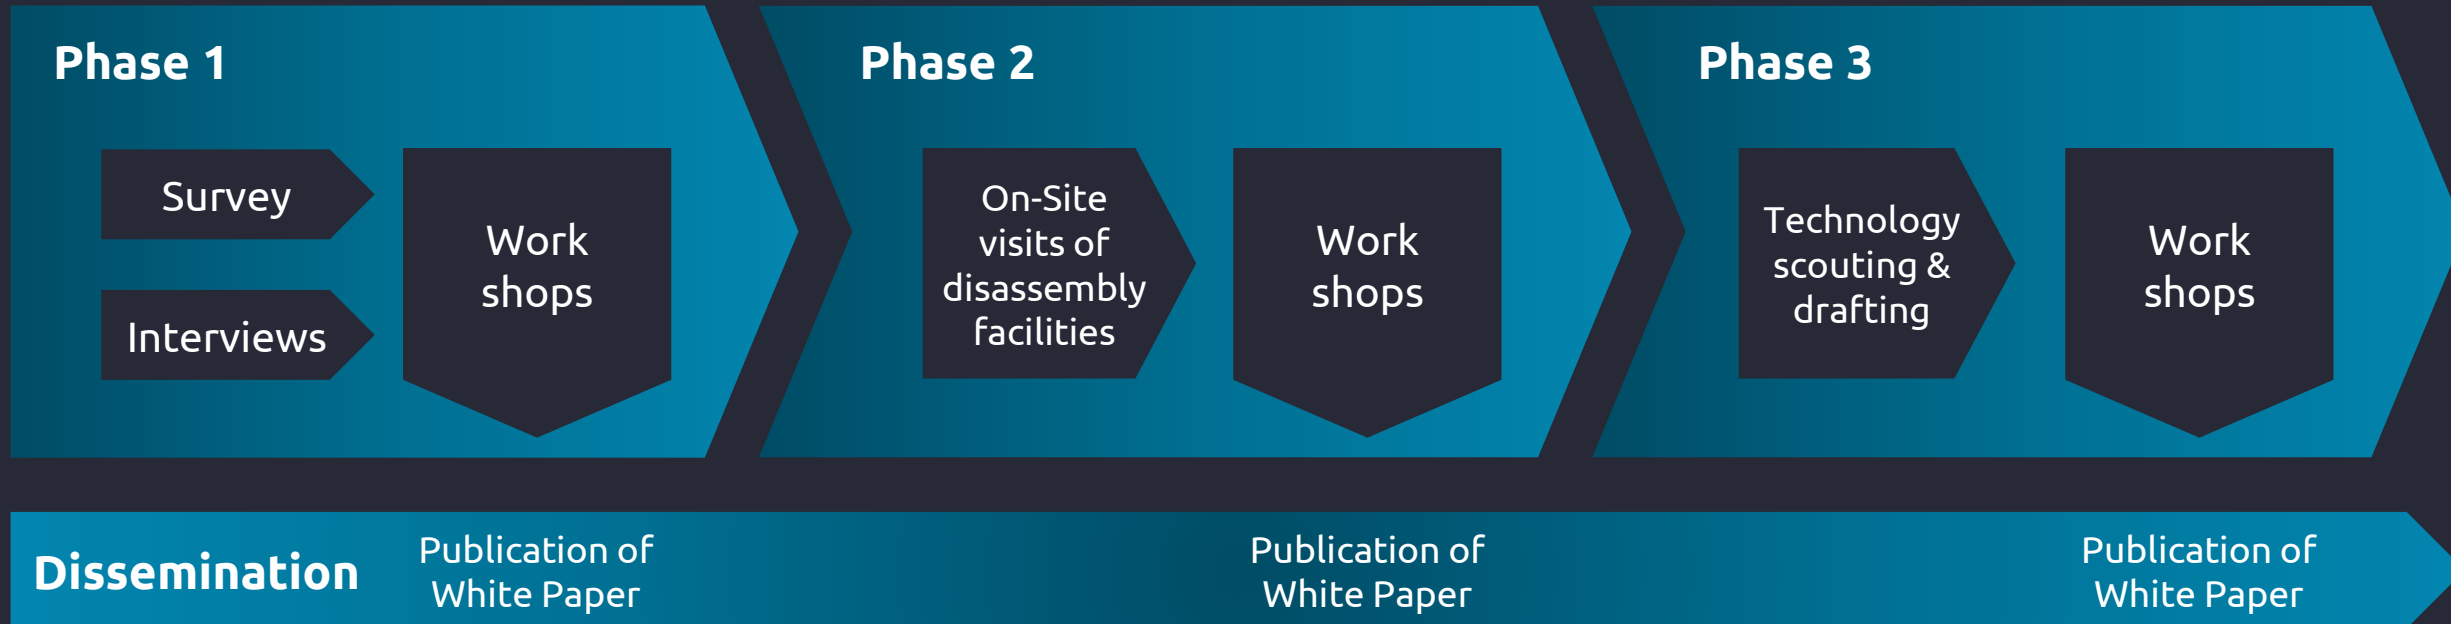 Phase 1
Survey
Interviews
Work
shops
Phase 2
On-Site
visits of
disassembly
facilities
Work
shops
Phase 3
Technology
scouting &
drafting
Work
shops
Dissemination
Publication of
White Paper
Publication of
White Paper
Publication of
White Paper